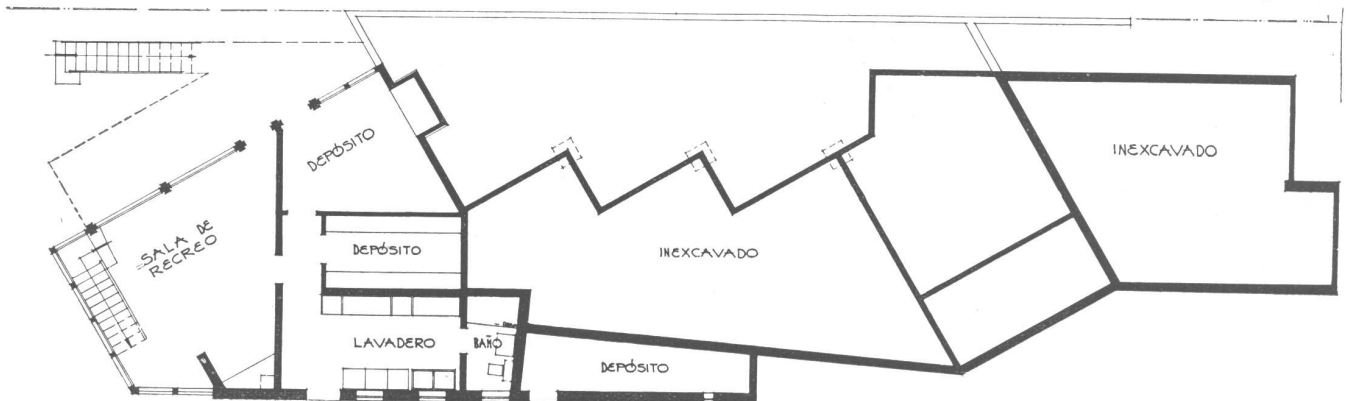 DEPÓSITO
INEXCAVADO
SALA DE
RECREO
DEPÓSITO
INEXCAVADO
LAVADERO
BAÑO
DEPÓSITO